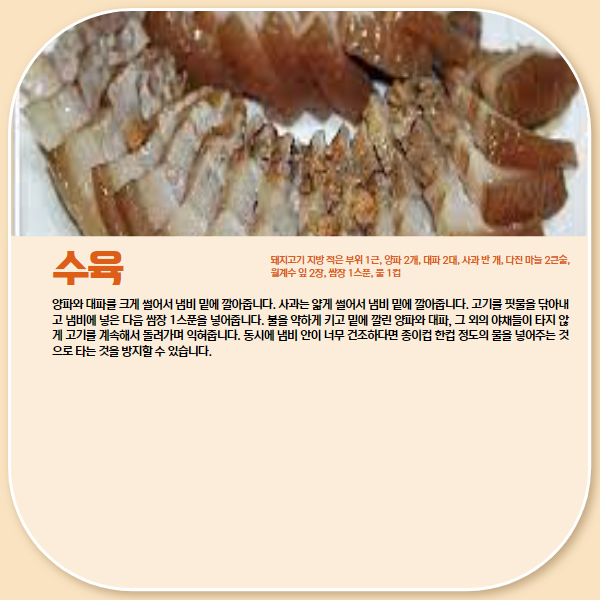 수육
돼지고기 지방 적은 부위 1근, 양파 2개, 대파 2대, 사과 반 개, 다진 마늘 2큰술,
월계수 잎 2장, 쌈장 1스푼, 물 1컵
양파와 대파를 크게 썰어서 냄비 밑에 깔아줍니다. 사과는 얇게 썰어서 냄비 밑에 깔아줍니다. 고기를 핏물을 닦아내
고 냄비에 넣은 다음 쌈장 1스푼을 넣어줍니다. 불을 약하게 키고 밑에 깔린 양파와 대파, 그 외의 야채들이 타지 않
게 고기를 계속해서 돌려가며 익혀줍니다. 동시에 냄비 안이 너무 건조하다면 종이컵 한컵 정도의 물을 넣어주는 것
으로 타는 것을 방지할 수 있습니다.